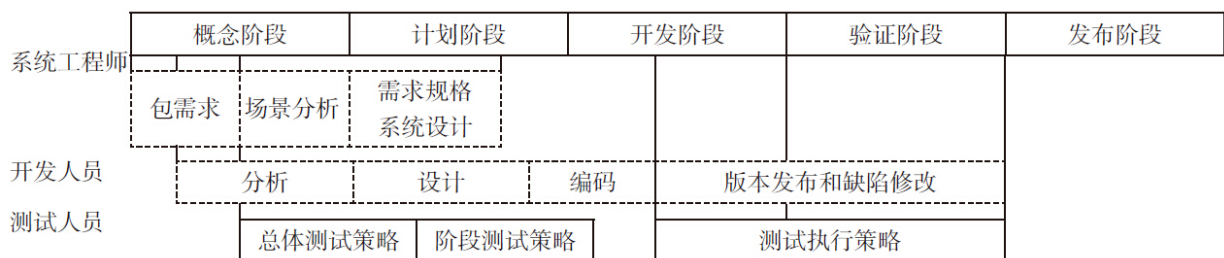 概念阶段 计划阶段 开发阶段 验证阶段 发布阶段
系统工程师
包需求 场景分析 需求规格
系统设计
开发人员
分析 设计 编码 版本发布和缺陷修改
测试人员
总体测试策略 阶段测试策略 测试执行策略